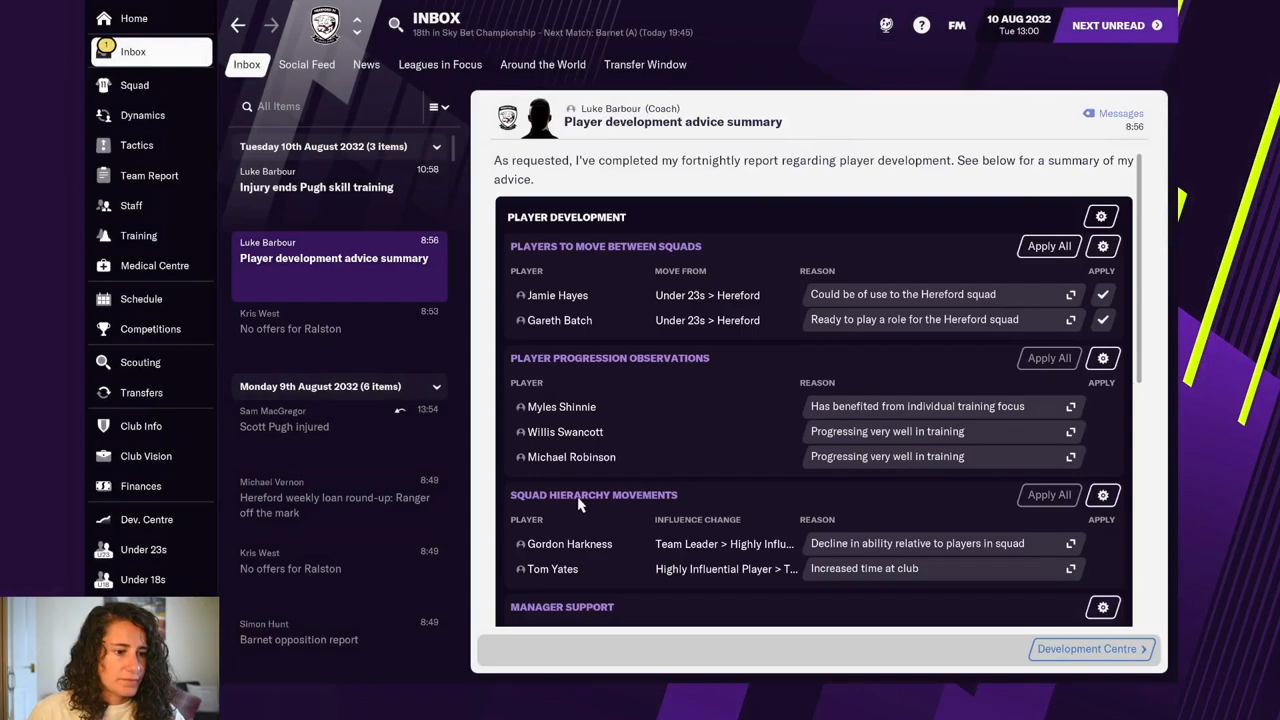 Home
1
Inbox
Squad
Dynamics
Tactics
Team Report
Staff
Training
Medical Centre
Schedule
Competitions
Scouting
Transfers
Club Info
Club Vision
Finances
Dev. Centre
U23
Under 23s
U18
Under 18s
INBOX
18th in Sky Bet Championship - Next Match: Barnet (A) (Today 19:45)
?
FM
10 AUG 2032
Tue 13:00
NEXT UNREAD
Inbox
Social Feed
News
Leagues in Focus
Around the World
Transfer Window
All Items
Tuesday 10th August 2032 (3 items)
Luke Barbour 10:58
Injury ends Pugh skill training
Luke Barbour 8:56
Player development advice summary
Kris West 8:53
No offers for Ralston
Monday 9th August 2032 (6 items)
Sam MacGregor 13:54
Scott Pugh injured
Michael Vernon 8:49
Hereford weekly loan round-up: Ranger
off the mark
Kris West 8:49
No offers for Ralston
Simon Hunt 8:49
Barnet opposition report
Luke Barbour (Coach)
Player development advice summary
Messages
8:56
As requested, I've completed my fortnightly report regarding player development. See below for a summary of my
advice.
PLAYER DEVELOPMENT
PLAYERS TO MOVE BETWEEN SQUADS Apply All
PLAYER MOVE FROM REASON APPLY
Jamie Hayes Under 23s > Hereford Could be of use to the Hereford squad
Gareth Batch Under 23s > Hereford Ready to play a role for the Hereford squad
PLAYER PROGRESSION OBSERVATIONS Apply All
PLAYER REASON APPLY
Myles Shinnie Has benefited from individual training focus
Willis Swancott Progressing very well in training
Michael Robinson Progressing very well in training
SQUAD HIERARCHY MOVEMENTS Apply All
PLAYER INFLUENCE CHANGE REASON APPLY
Gordon Harkness Team Leader > Highly Influ... Decline in ability relative to players in squad
Tom Yates Highly Influential Player > T... Increased time at club
MANAGER SUPPORT
Development Centre >